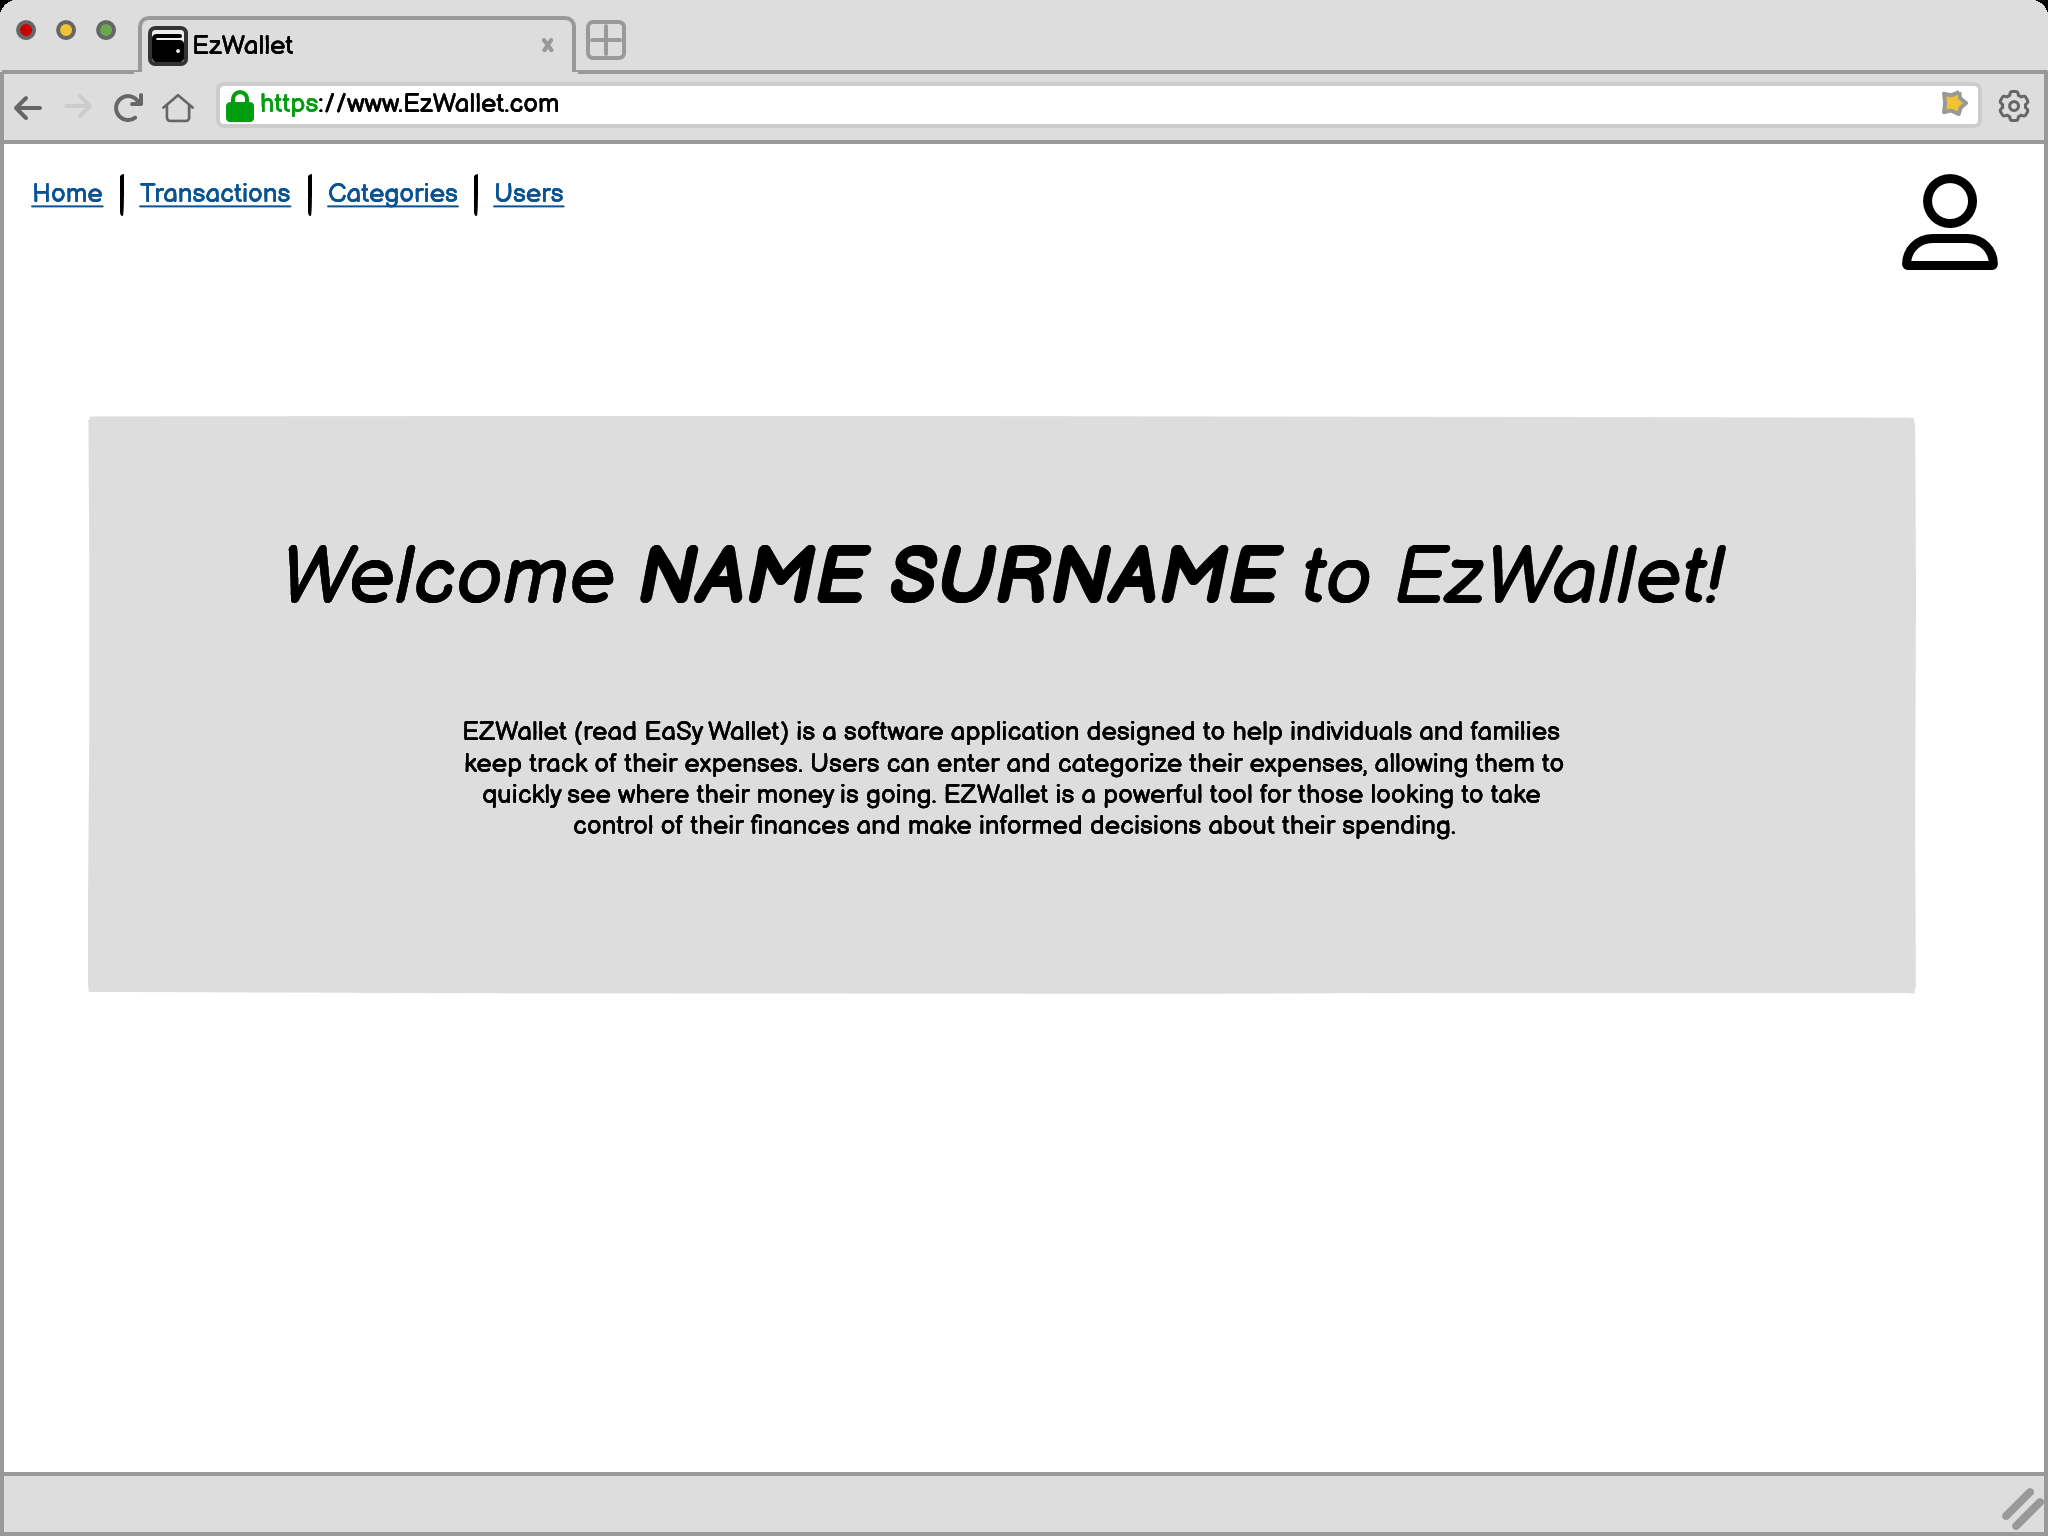 EzWallet
https://www.EzWallet.com
Home | Transactions | Categories | Users
Welcome NAME SURNAME to EzWallet!
EZWallet (read EaSy Wallet) is a software application designed to help individuals and families
keep track of their expenses. Users can enter and categorize their expenses, allowing them to
quickly see where their money is going. EZWallet is a powerful tool for those looking to take
control of their finances and make informed decisions about their spending.